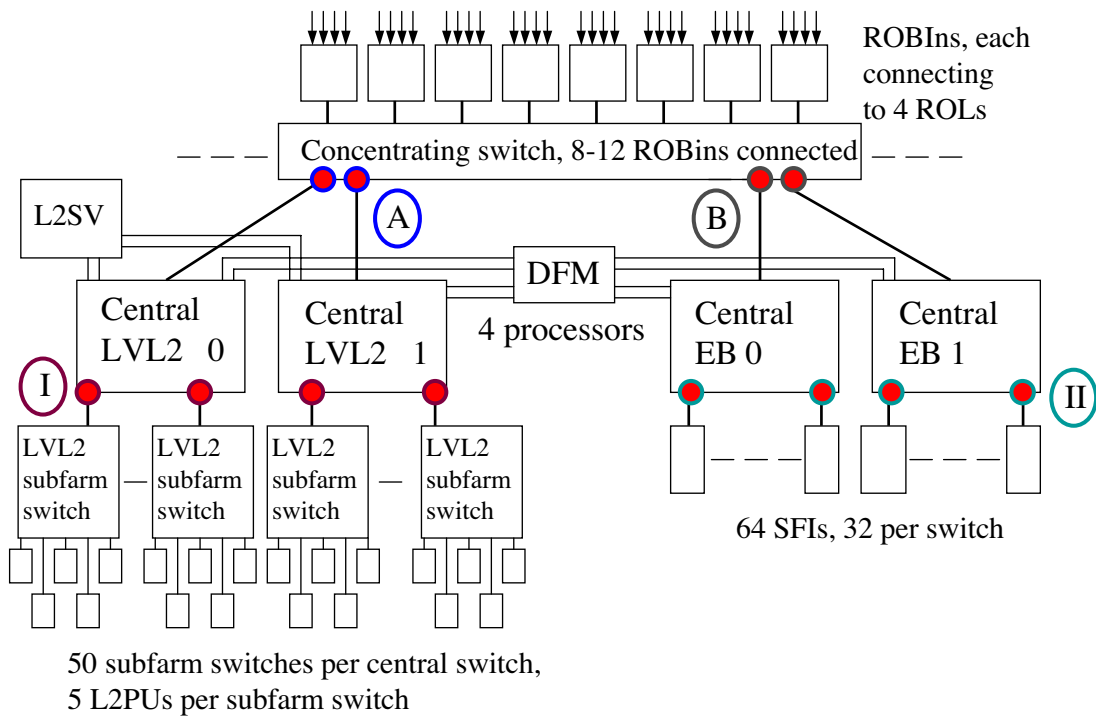 ROBIns, each
connecting
to 4 ROLs
Concentrating switch, 8-12 ROBins connected
A
B
L2SV
DFM
4 processors
Central
LVL2 0
Central
LVL2 1
Central
EB 0
Central
EB 1
I
II
LVL2
subfarm
switch
LVL2
subfarm
switch
LVL2
subfarm
switch
LVL2
subfarm
switch
64 SFIs, 32 per switch
50 subfarm switches per central switch,
5 L2PUs per subfarm switch